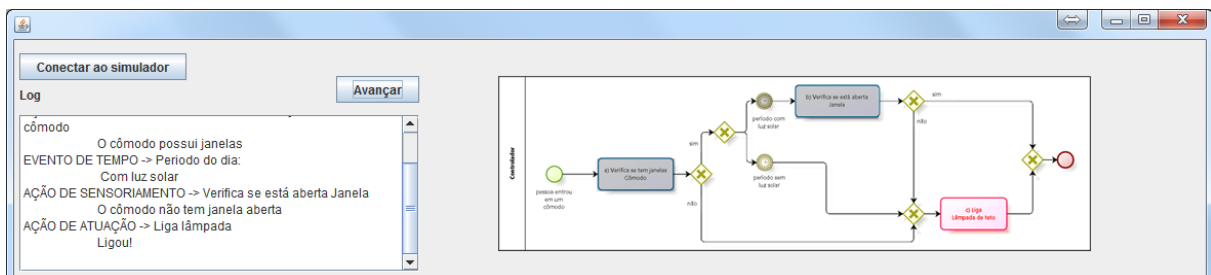 Conectar ao simulador
Log
Avançar
cômodo
O cômodo possui janelas
EVENTO DE TEMPO -> Periodo do dia:
Com luz solar
AÇÃO DE SENSORIAMENTO -> Verifica se está aberta Janela
O cômodo não tem janela aberta
AÇÃO DE ATUAÇÃO -> Liga lâmpada
Ligou!
Controlador
pessoa entrou
em um
cômodo
a) Verifica se tem janelas
Cômodo
sim
não
período com
luz solar
período sem
luz solar
b) Verifica se está aberta
Janela
sim
não
c) Liga
Lâmpada de teto